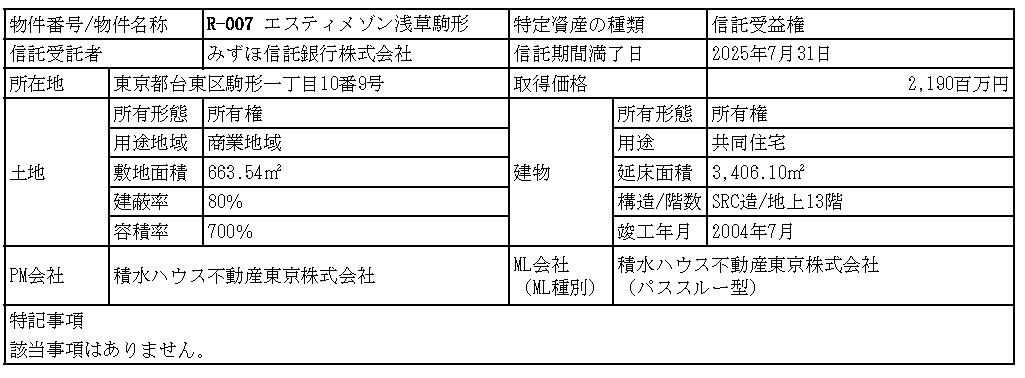 物件番号/物件名称 R-007 エスティメゾン浅草駒形 特定資産の種類 信託受益権
信託受託者 みずほ信託銀行株式会社 信託期間満了日 2025年7月31日
所在地 東京都台東区駒形一丁目10番9号 取得価格 2,190百万円
土地 所有形態 所有権 建物 所有形態 所有権
用途地域 商業地域 用途 共同住宅
敷地面積 663.54㎡ 延床面積 3,406.10㎡
建蔽率 80% 構造/階数 SRC造/地上13階
容積率 700% 竣工年月 2004年7月
PM会社 積水ハウス不動産東京株式会社 ML会社 積水ハウス不動産東京株式会社
（ML種別） （パススルー型）
特記事項
該当事項はありません。